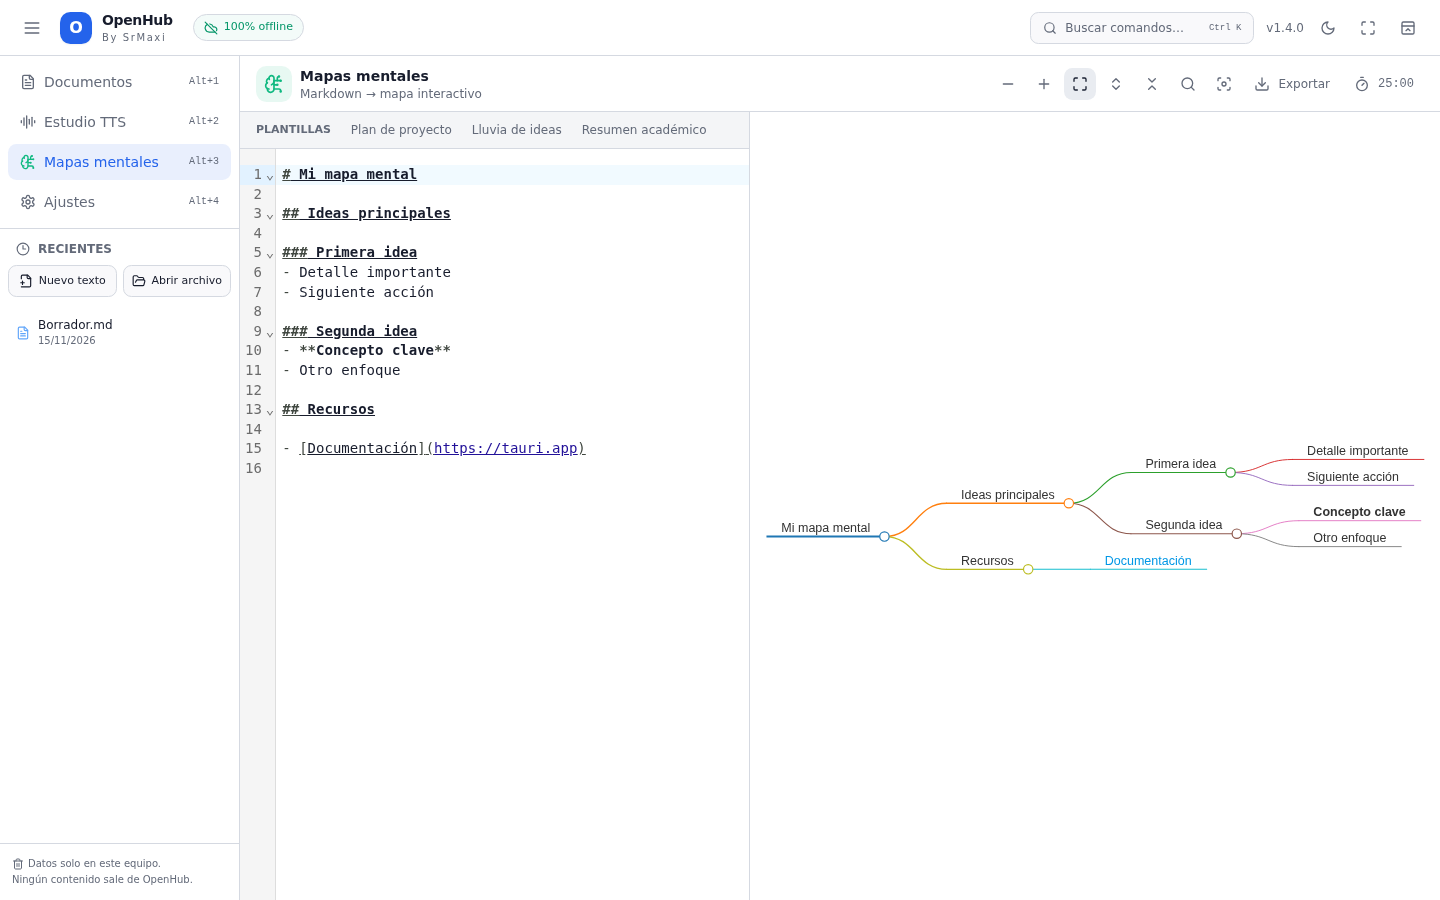 O
OpenHub
By SrMaxi
100% offline
Buscar comandos...
Ctrl K
v1.4.0
Documentos Alt+1
Estudio TTS Alt+2
Mapas mentales Alt+3
Ajustes Alt+4
RECIENTES
Nuevo texto
Abrir archivo
Borrador.md
15/11/2026
Datos solo en este equipo.
Ningún contenido sale de OpenHub.
Mapas mentales
Markdown → mapa interactivo
Exportar
25:00
PLANTILLAS Plan de proyecto Lluvia de ideas Resumen académico
1 # Mi mapa mental
2
3 ## Ideas principales
4
5 ### Primera idea
6 - Detalle importante
7 - Siguiente acción
8
9 ### Segunda idea
10 - **Concepto clave**
11 - Otro enfoque
12
13 ## Recursos
14
15 - [Documentación](https://tauri.app)
16
Mi mapa mental
Ideas principales
Primera idea
Detalle importante
Siguiente acción
Segunda idea
Concepto clave
Otro enfoque
Recursos
Documentación